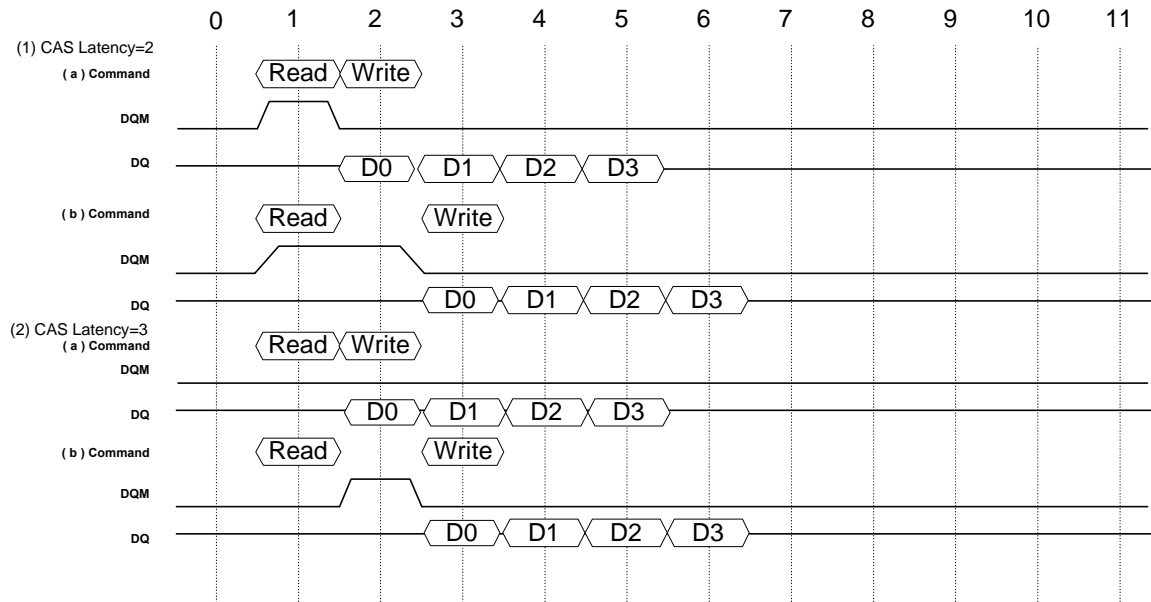 0 1 2 3 4 5 6 7 8 9 10 11
(1) CAS Latency=2
( a ) Command Read Write
DQM
DQ D0 D1 D2 D3
( b ) Command Read Write
DQM
DQ D0 D1 D2 D3
(2) CAS Latency=3
( a ) Command Read Write
DQM
DQ D0 D1 D2 D3
( b ) Command Read Write
DQM
DQ D0 D1 D2 D3